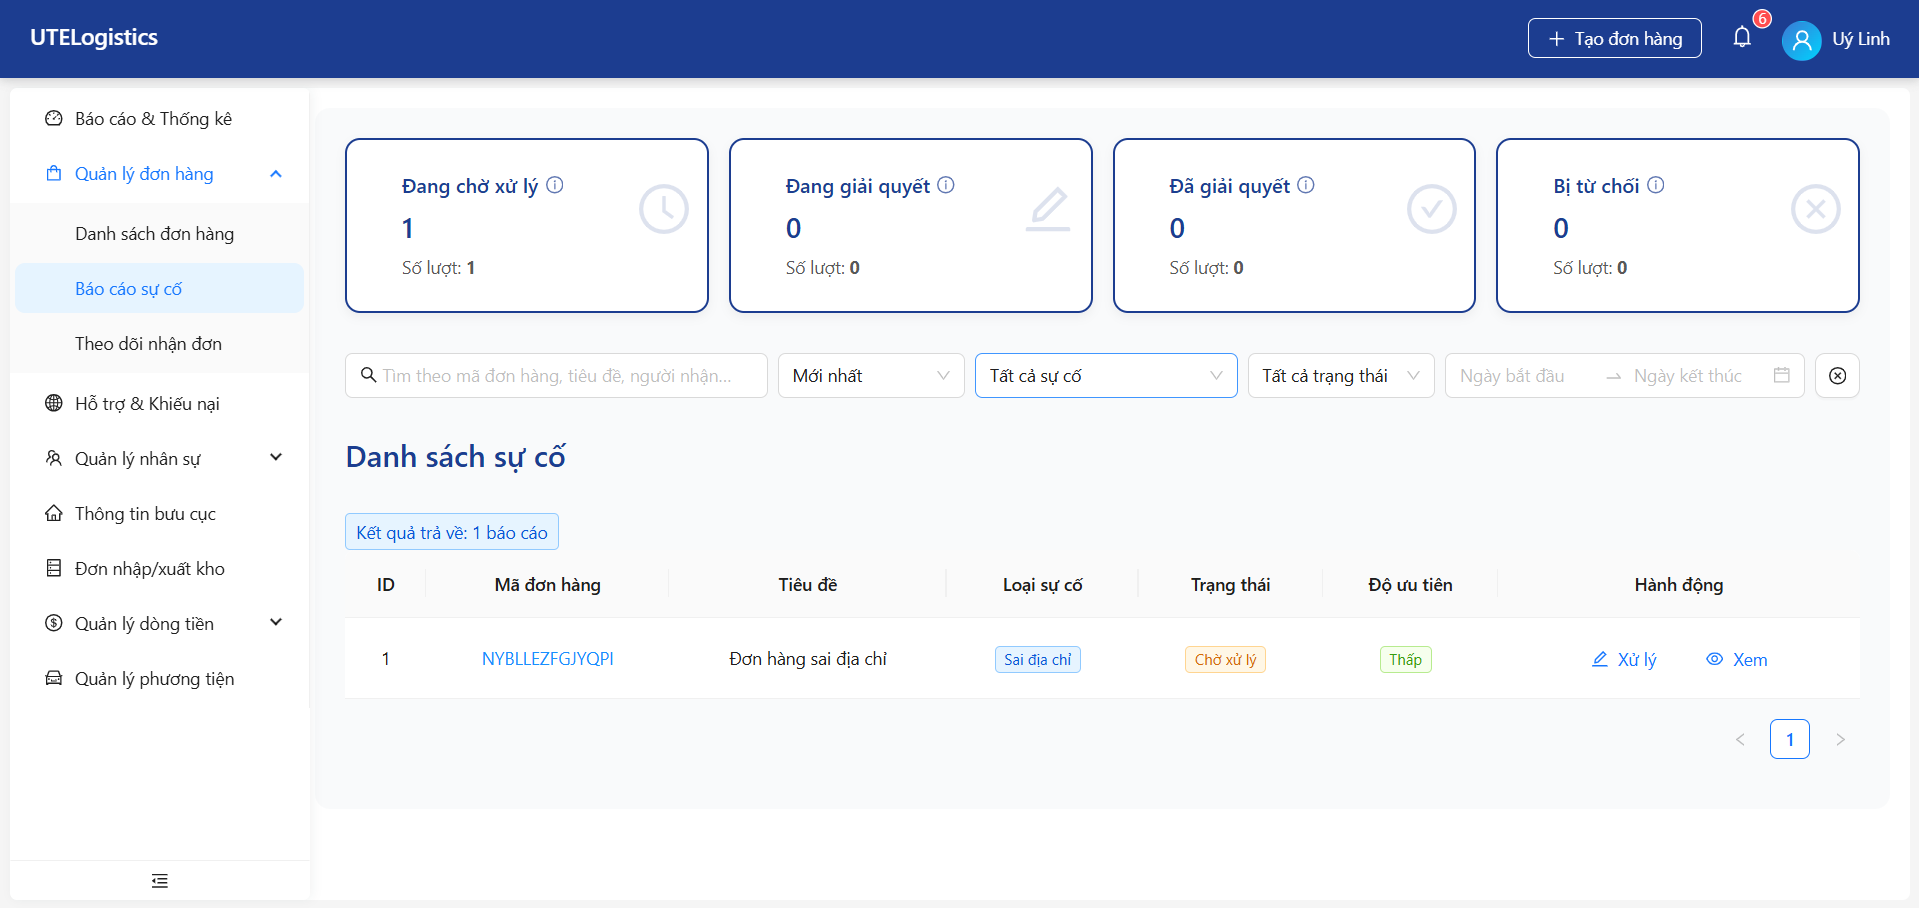 UTELogistics
Tạo đơn hàng
6
Uý Linh
Báo cáo & Thống kê
Quản lý đơn hàng
Danh sách đơn hàng
Báo cáo sự cố
Theo dõi nhận đơn
Hỗ trợ & Khiếu nại
Quản lý nhân sự
Thông tin bưu cục
Đơn nhập/xuất kho
Quản lý dòng tiền
Quản lý phương tiện
Đang chờ xử lý
1
Số lượt: 1
Đang giải quyết
0
Số lượt: 0
Đã giải quyết
0
Số lượt: 0
Bị từ chối
0
Số lượt: 0
Tìm theo mã đơn hàng, tiêu đề, người nhận...
Mới nhất
Tất cả sự cố
Tất cả trạng thái
Ngày bắt đầu
Ngày kết thúc
Danh sách sự cố
Kết quả trả về: 1 báo cáo
ID Mã đơn hàng Tiêu đề Loại sự cố Trạng thái Độ ưu tiên Hành động
1 NYBLLEZFGJYQPI Đơn hàng sai địa chỉ Sai địa chỉ Chờ xử lý Thấp Xử lý Xem
1